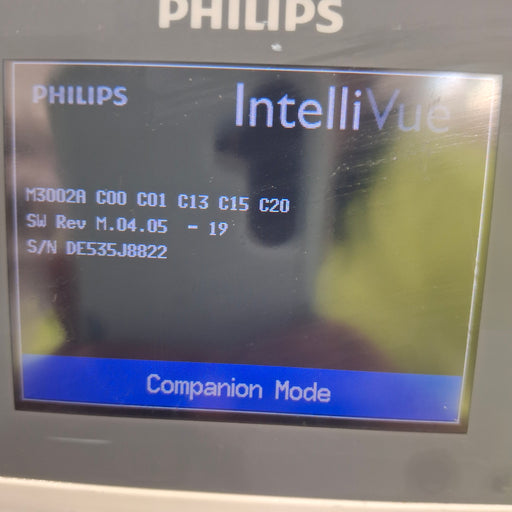 PHILIPS
PHILIPS
IntelliVue
M3002A C00 C01 C13 C15 C20
SW Rev M.04.05 - 19
S/N DE535J8822
Companion Mode